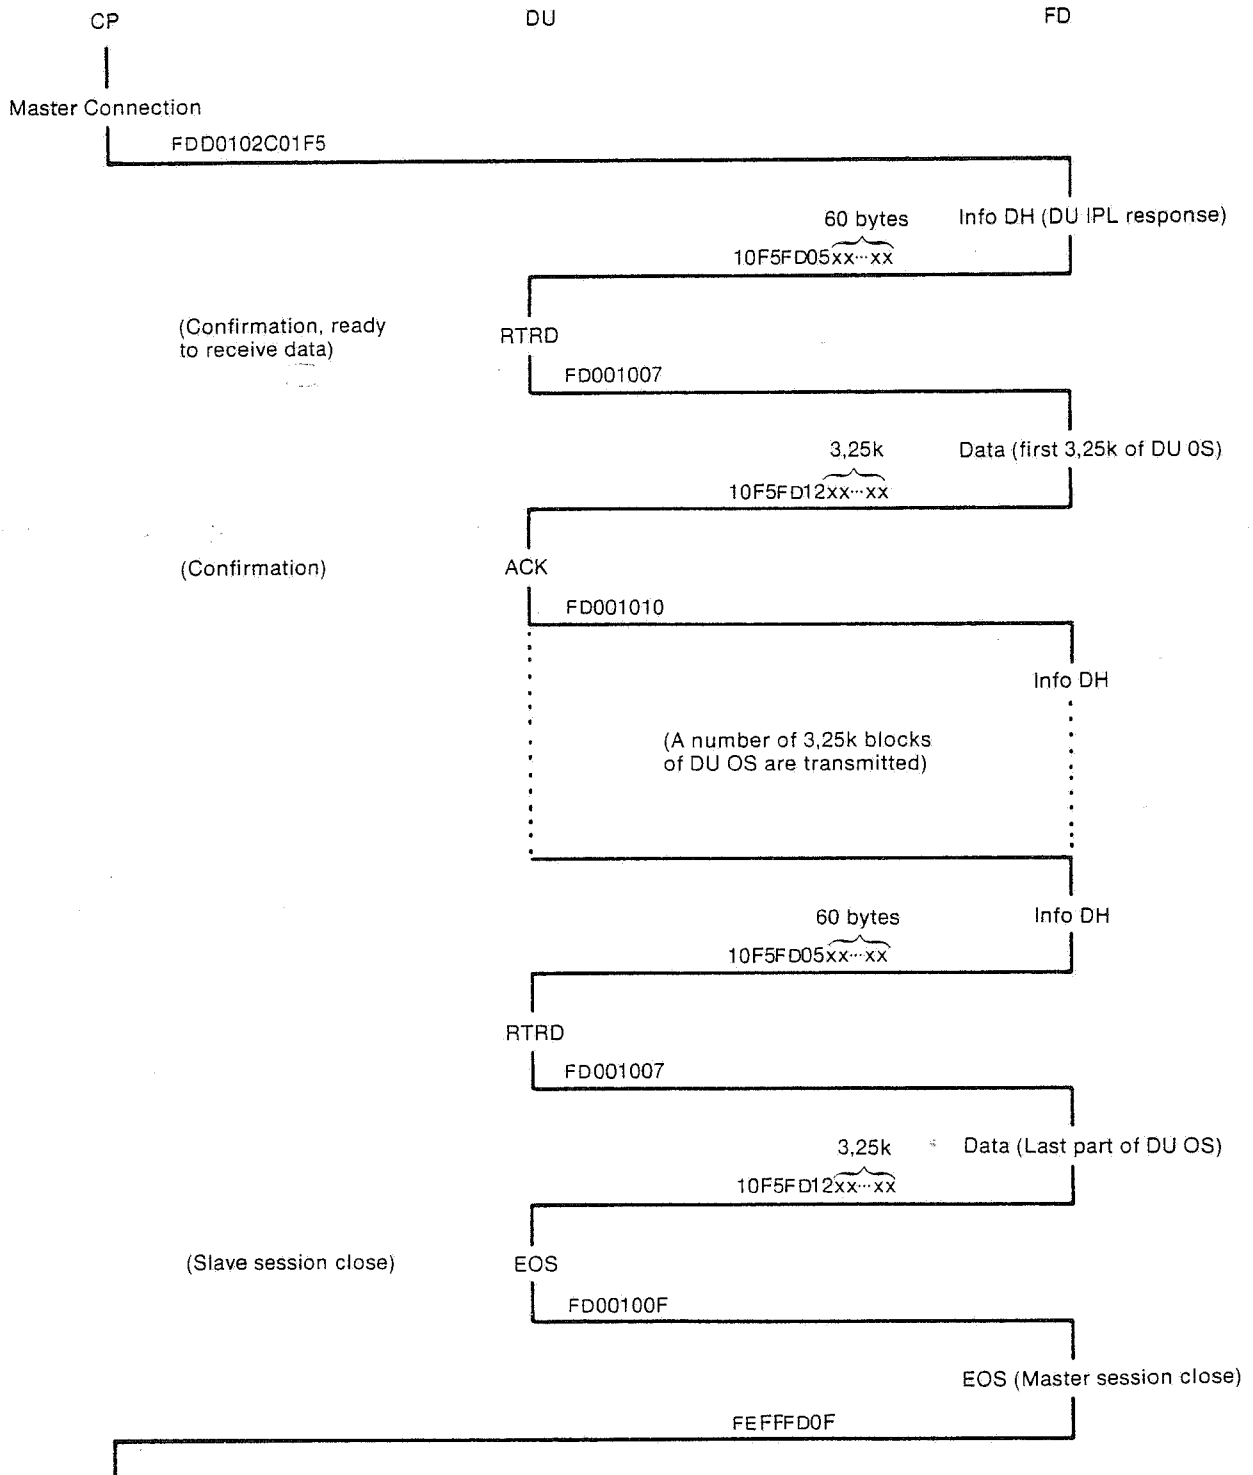 CP DU FD
Master Connection
FDD0102C01F5
60 bytes Info DH (DU IPL response)
10F5FD05xx···xx
(Confirmation, ready
to receive data)
RTRD
FD001007
3,25k Data (first 3,25k of DU OS)
10F5FD12xx···xx
(Confirmation) ACK
FD001010
Info DH
(A number of 3,25k blocks
of DU OS are transmitted)
60 bytes Info DH
10F5FD05xx···xx
RTRD
FD001007
3,25k Data (Last part of DU OS)
10F5FD12xx···xx
(Slave session close) EOS
FD00100F
EOS (Master session close)
FEFFFD0F